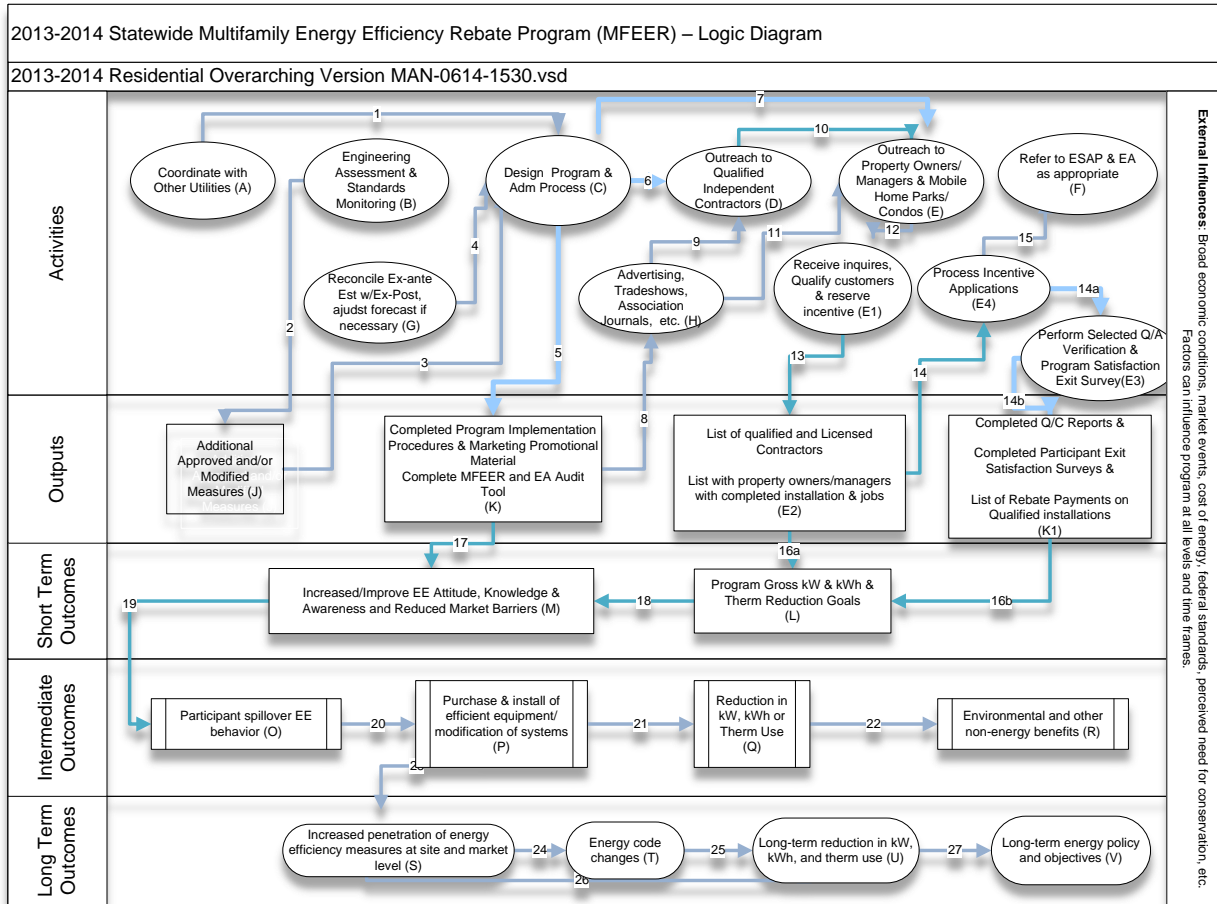 2013-2014 Statewide Multifamily Energy Efficiency Rebate Program (MFEER) – Logic Diagram
2013-2014 Residential Overarching Version MAN-0614-1530.vsd
Activities
1
7
10
Coordinate with
Other Utilities (A)
Engineering
Assessment &
Standards
Monitoring (B)
Design Program &
Adm Process (C)
6
Outreach to
Qualified
Independent
Contractors (D)
Outreach to
Property Owners/
Managers & Mobile
Home Parks/
Condos (E)
Refer to ESAP & EA
as appropriate
(F)
2
4
9
11
12
15
Reconcile Ex-ante
Est w/Ex-Post,
ajudst forecast if
necessary (G)
Advertising,
Tradeshows,
Association
Journals, etc. (H)
Receive inquires,
Qualify customers
& reserve
incentive (E1)
Process Incentive
Applications
(E4)
14a
Perform Selected Q/A
Verification &
Program Satisfaction
Exit Survey(E3)
3
5
8
13
14
14b
Outputs
Additional
Approved and/or
Modified
Measures (J)
Completed Program Implementation
Procedures & Marketing Promotional
Material
Complete MFEER and EA Audit
Tool
(K)
List of qualified and Licensed
Contractors
List with property owners/managers
with completed installation & jobs
(E2)
Completed Q/C Reports &
Completed Participant Exit
Satisfaction Surveys &
List of Rebate Payments on
Qualified installations
(K1)
17
16a
Short Term
Outcomes
19
Increased/Improve EE Attitude, Knowledge &
Awareness and Reduced Market Barriers (M)
18
Program Gross kW & kWh &
Therm Reduction Goals
(L)
16b
Intermediate
Outcomes
Participant spillover EE
behavior (O)
20
Purchase & install of
efficient equipment/
modification of systems
(P)
21
Reduction in
kW, kWh or
Therm Use
(Q)
22
Environmental and other
non-energy benefits (R)
Long Term
Outcomes
Increased penetration of energy
efficiency measures at site and market
level (S)
24
Energy code
changes (T)
25
Long-term reduction in kW,
kWh, and therm use (U)
27
Long-term energy policy
and objectives (V)
26
External Influences: Broad economic conditions, market events, cost of energy, federal standards, perceived need for conservation, etc.
Factors can influence program at all levels and time frames.